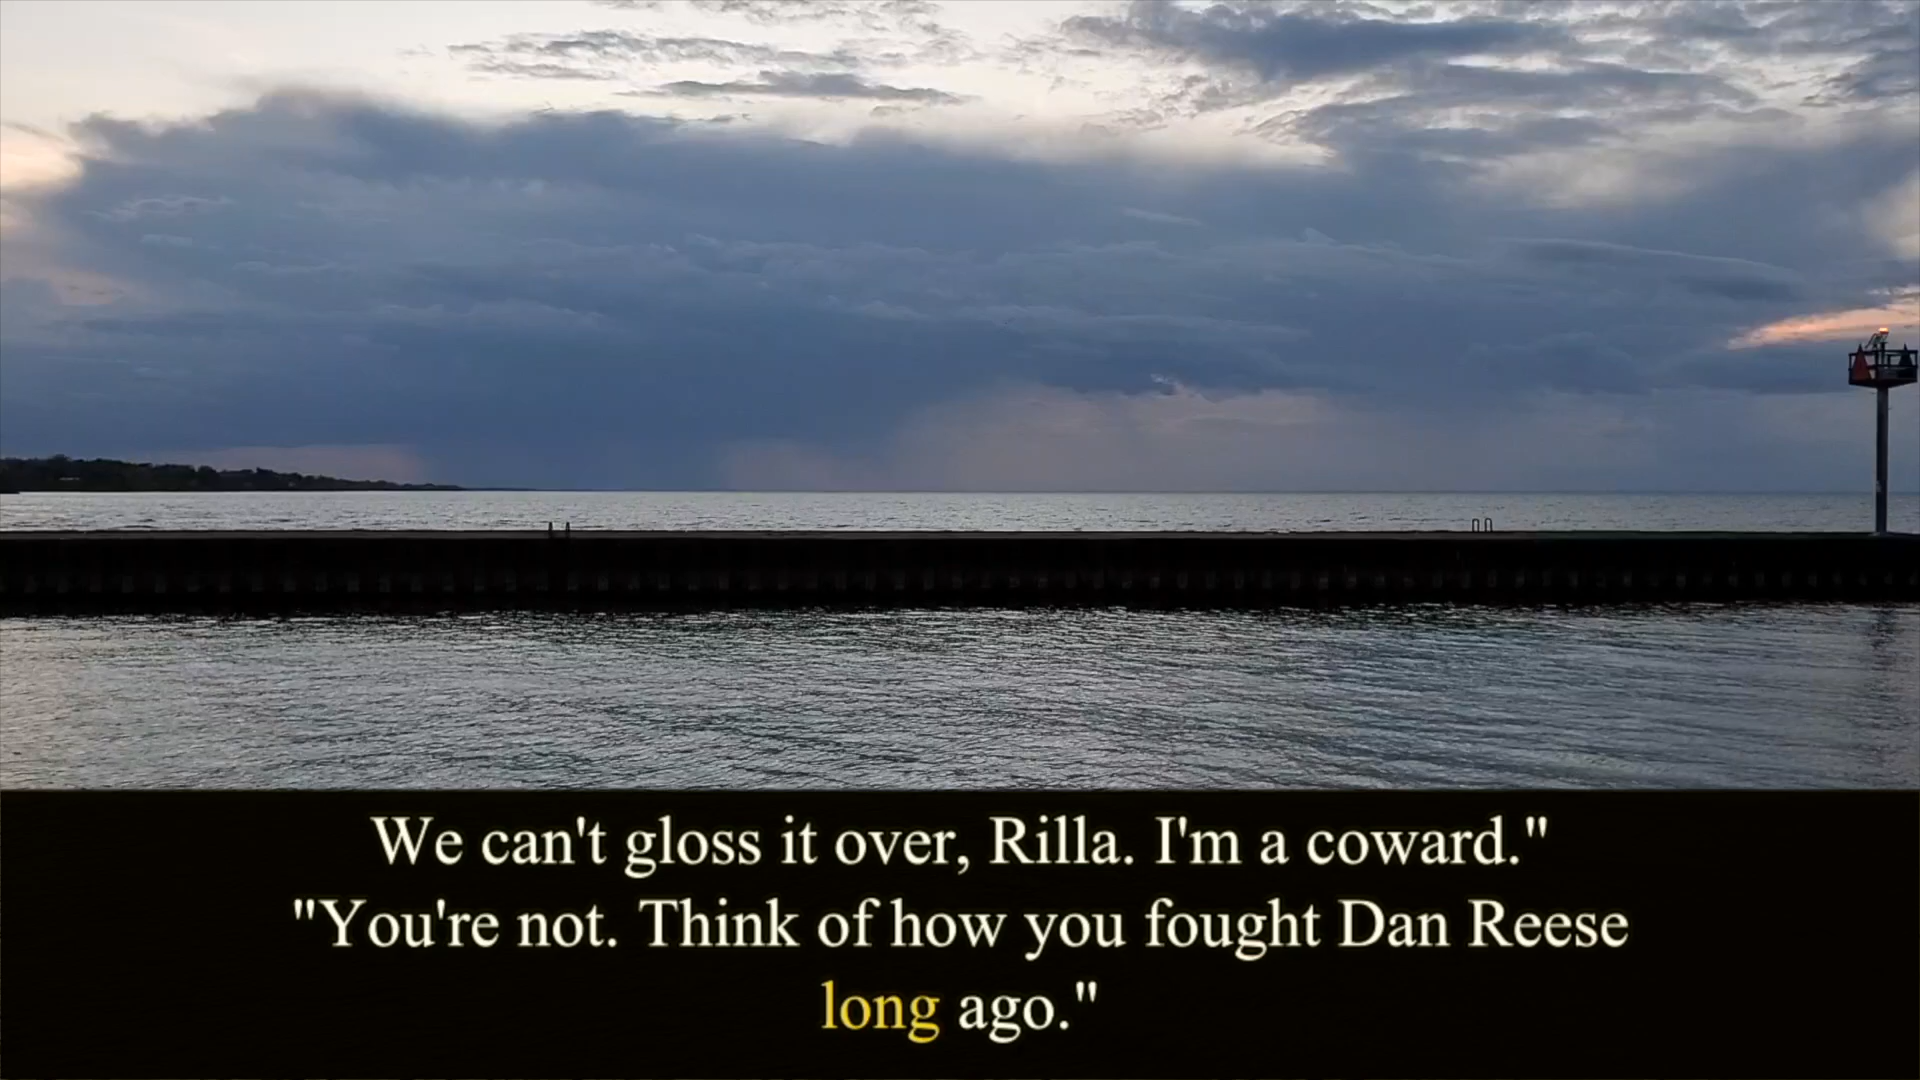 We can't gloss it over, Rilla. I'm a coward."
"You're not. Think of how you fought Dan Reese
long ago."